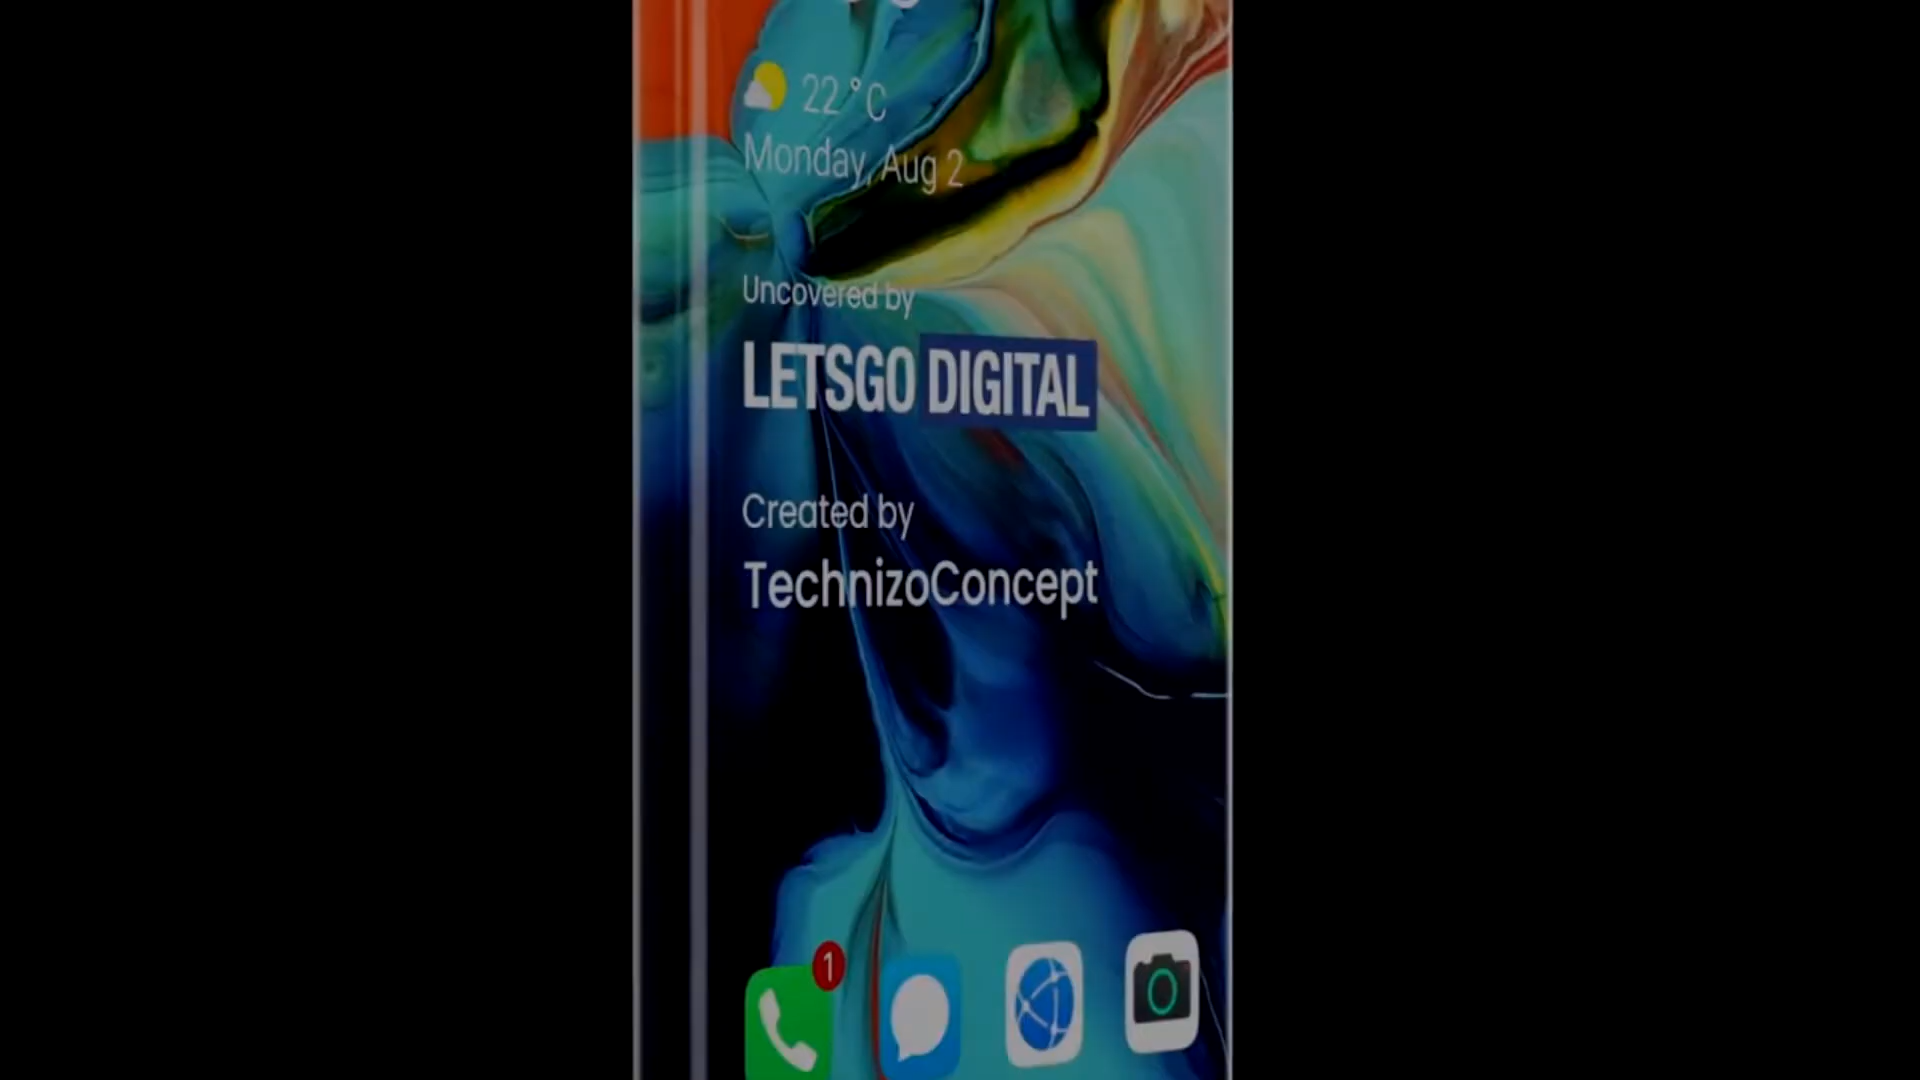 22 °C
Monday, Aug 2
Uncovered by
LETSGO DIGITAL
Created by
TechnizoConcept
1